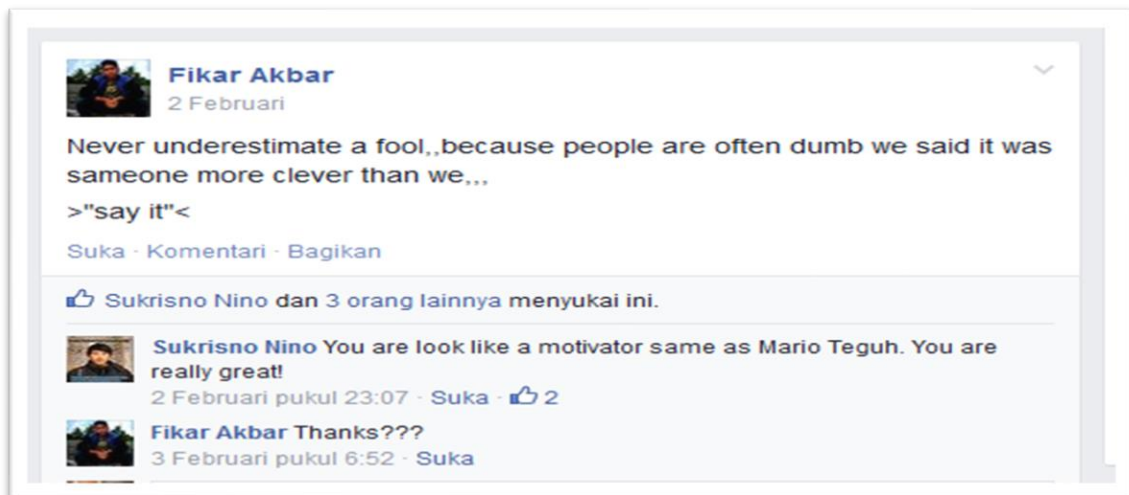 Fikar Akbar
2 Februari
Never underestimate a fool,,because people are often dumb we said it was
sameone more clever than we,,,
>"say it"<
Suka · Komentari · Bagikan
Sukrisno Nino dan 3 orang lainnya menyukai ini.
Sukrisno Nino You are look like a motivator same as Mario Teguh. You are
really great!
2 Februari pukul 23:07 · Suka · 2
Fikar Akbar Thanks???
3 Februari pukul 6:52 · Suka